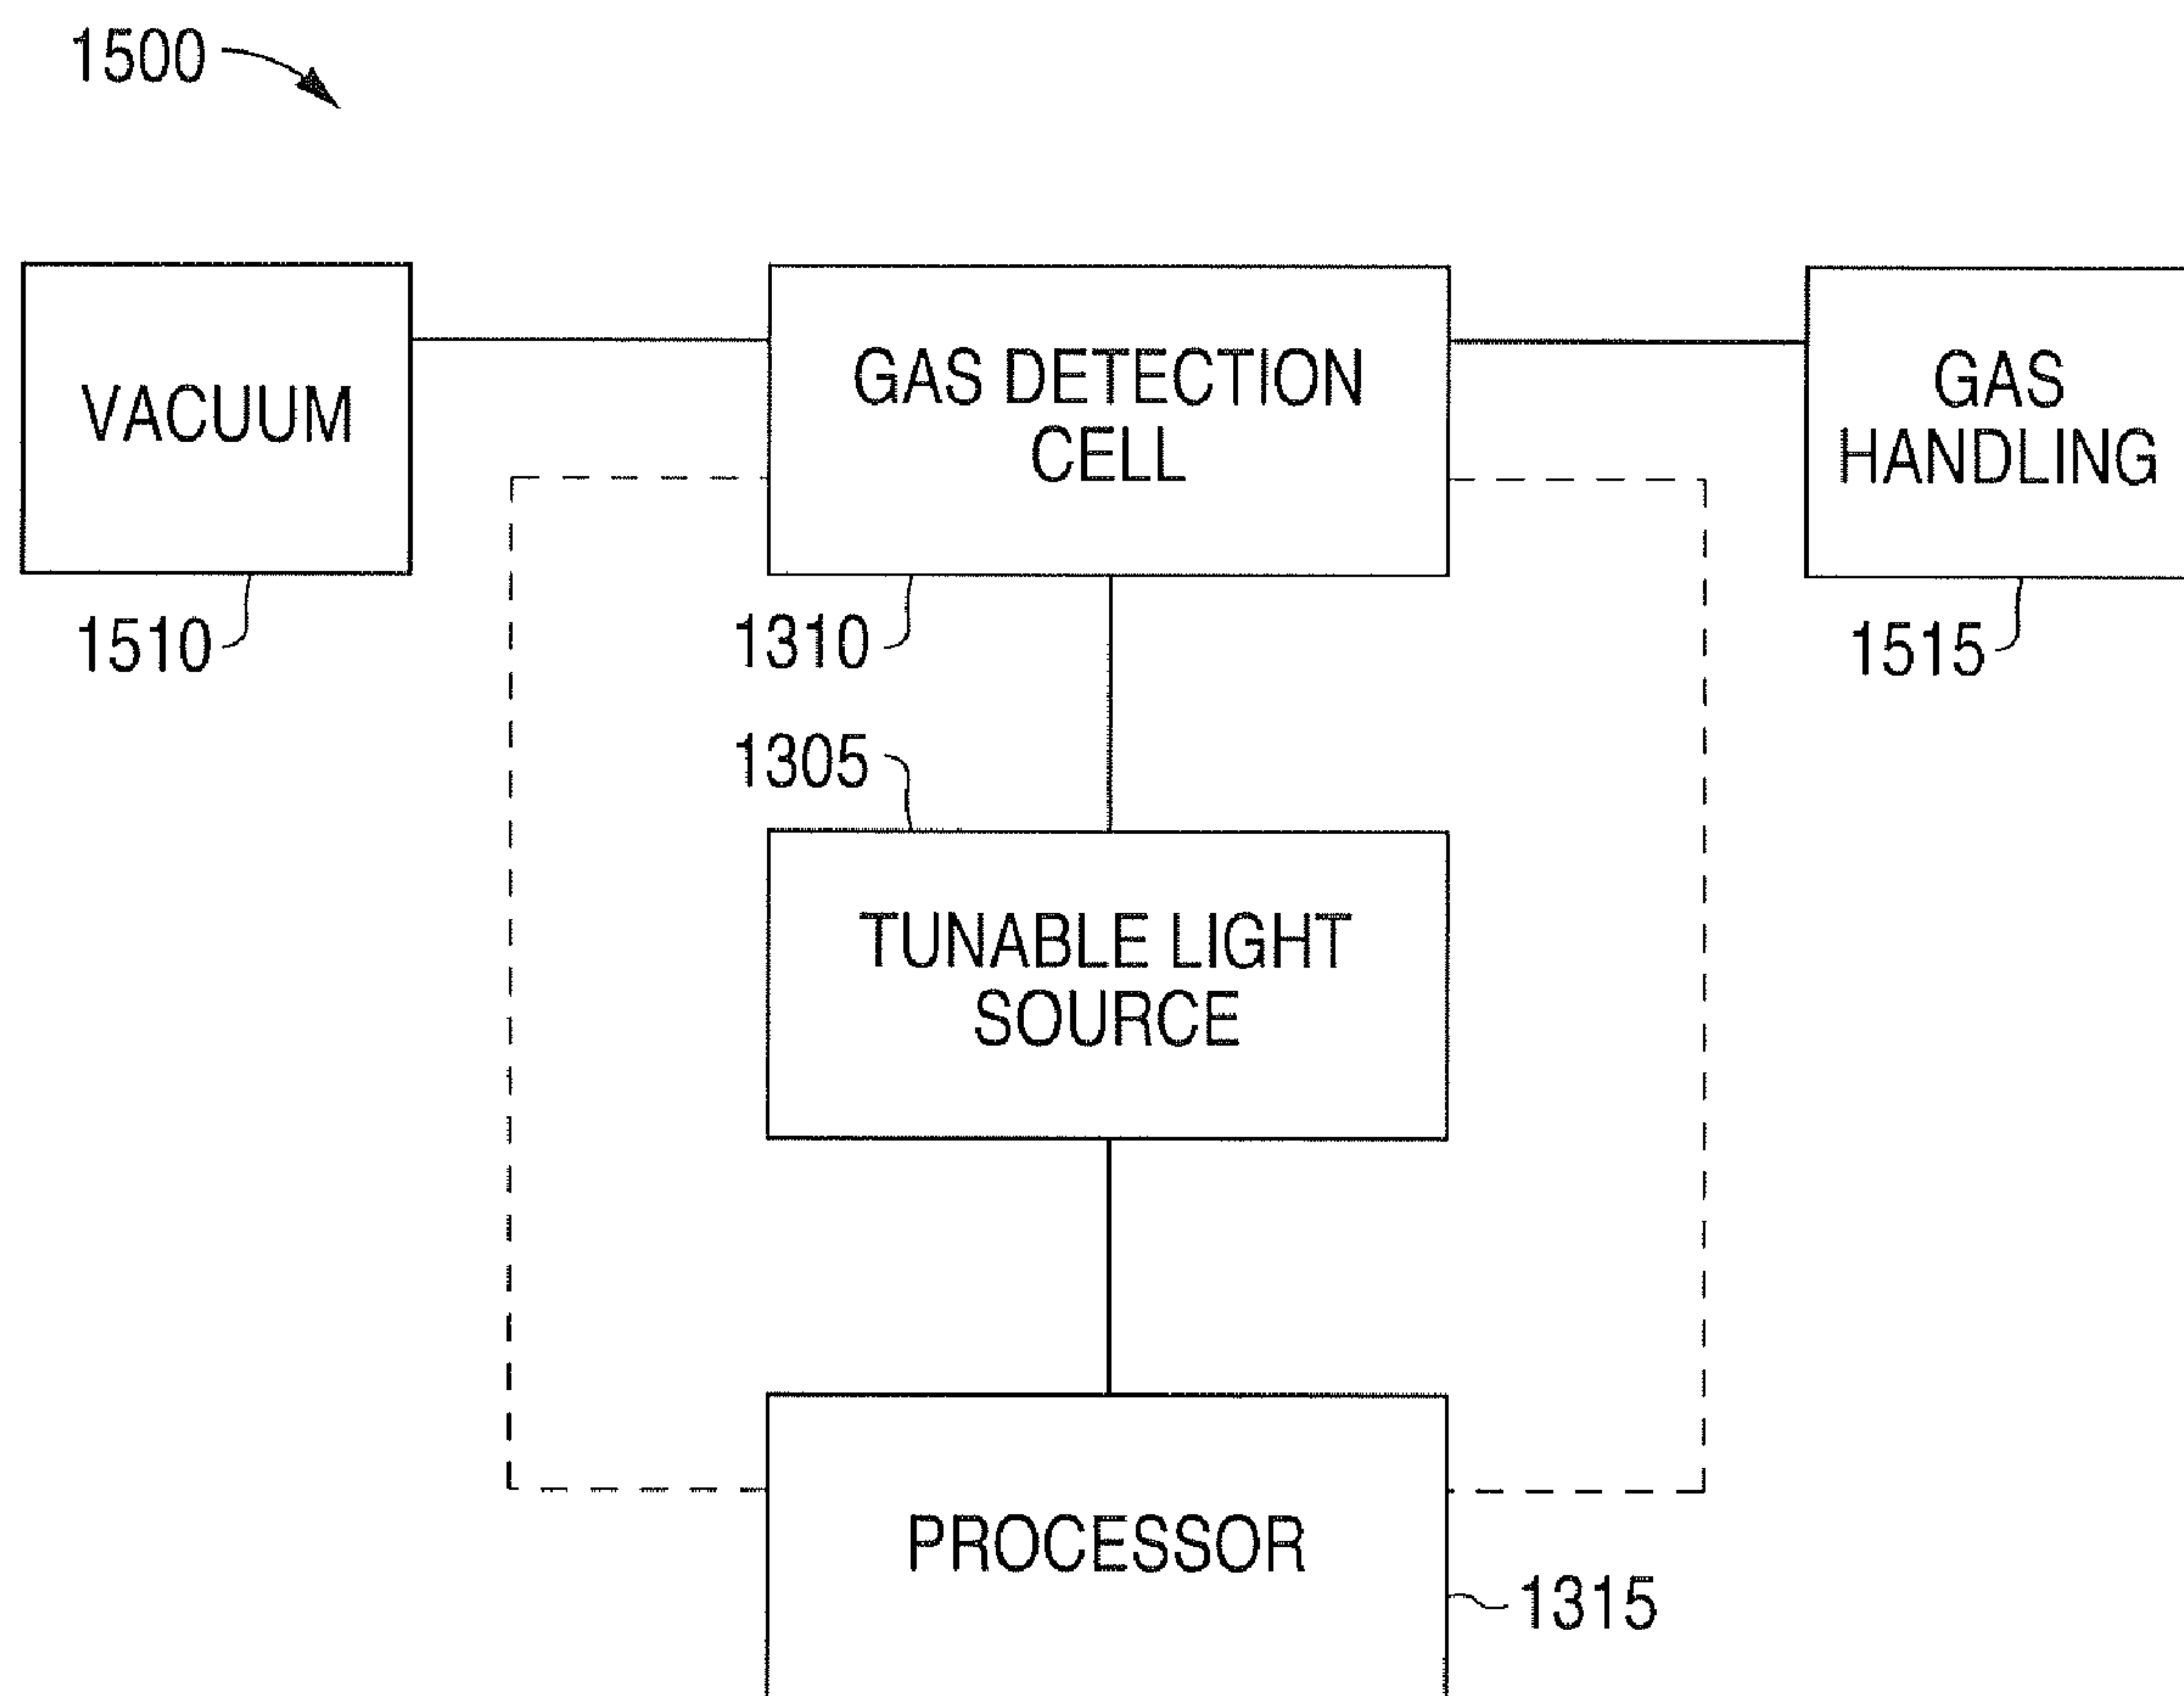 1500
VACUUM
GAS DETECTION
CELL
GAS
HANDLING
1510
1310
1515
1305
TUNABLE LIGHT
SOURCE
PROCESSOR
1315